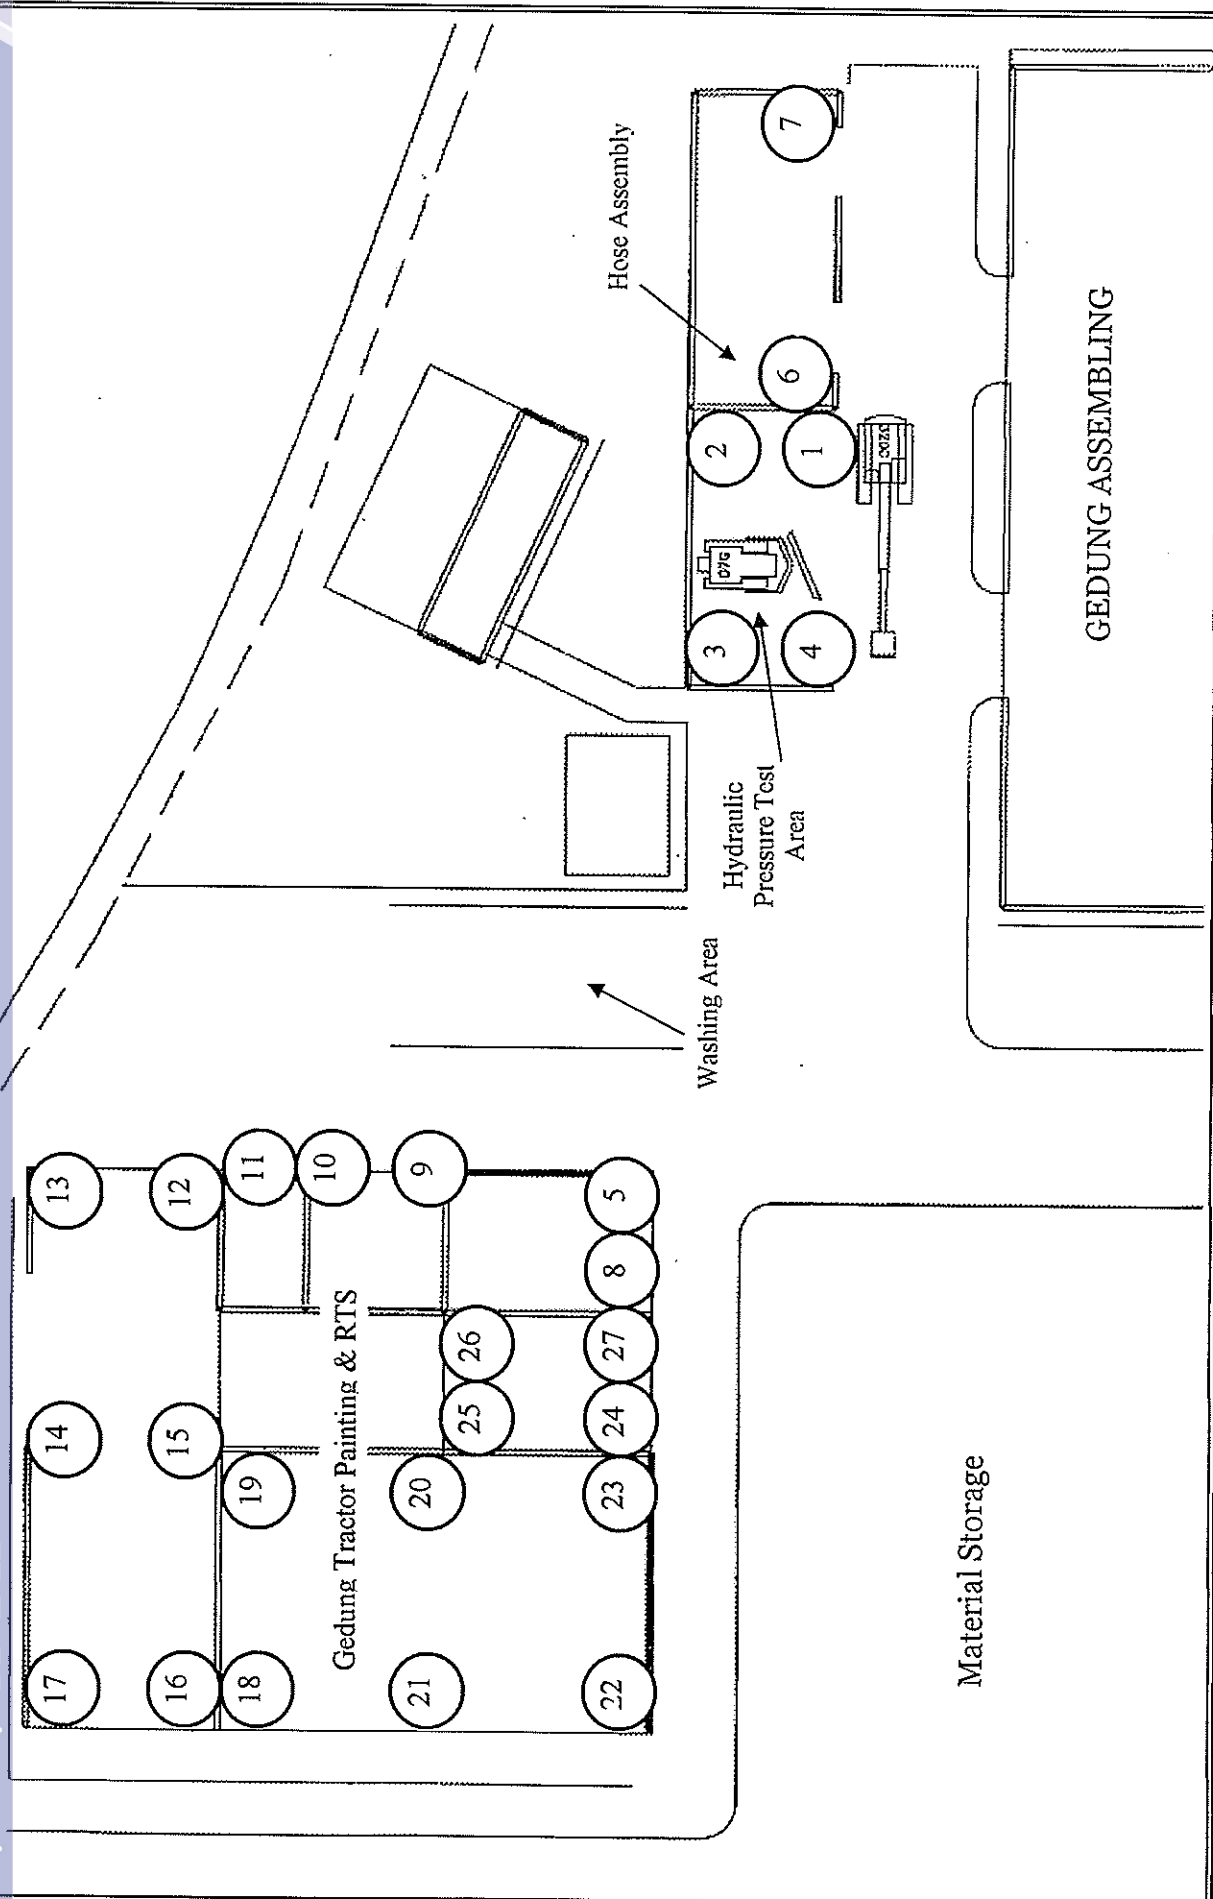 13
12
11
10
9
5
8
14
15
26
27
25
24
19
20
23
Gedung Tractor Painting & RTS
17
16
18
21
22
Washing Area
Hydraulic
Pressure Test
Area
Hose Assembly
7
6
2
1
3
4
D7G
320C
GEDUNG ASSEMBLING
Material Storage